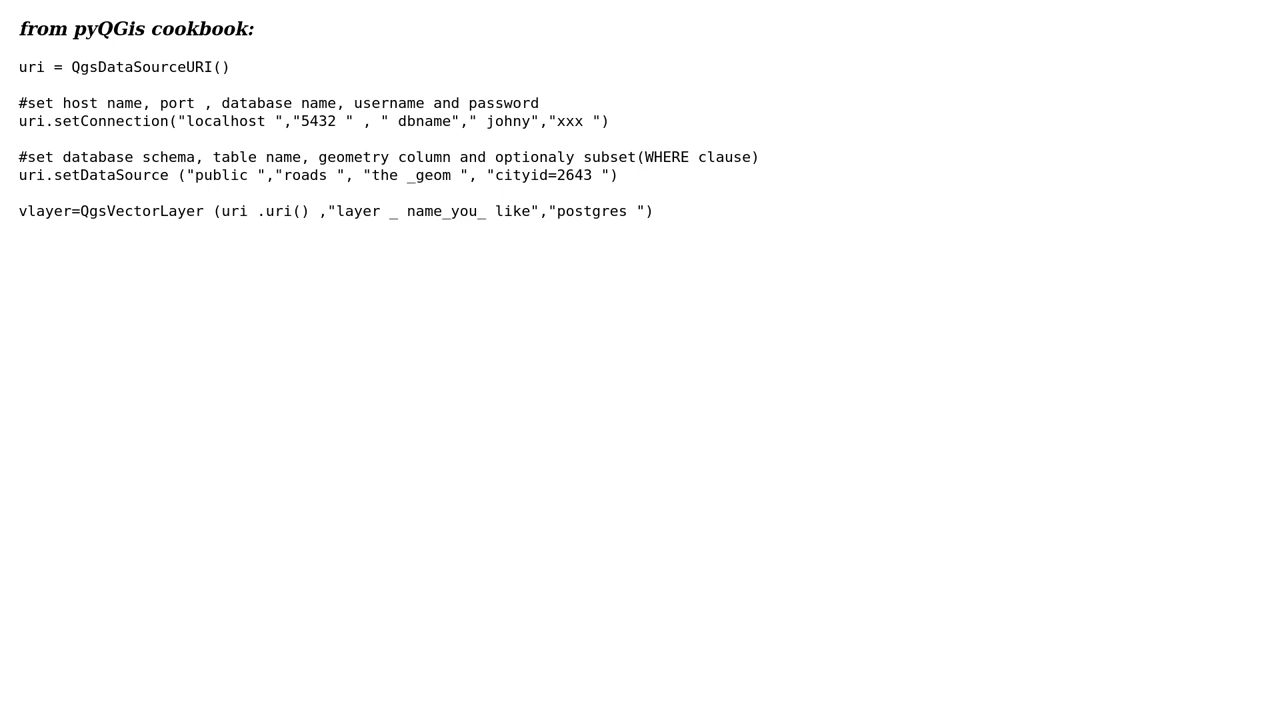 from pyQGis cookbook:
uri = QgsDataSourceURI()
#set host name, port , database name, username and password
uri.setConnection("localhost ","5432 " , " dbname"," johny","xxx ")
#set database schema, table name, geometry column and optionaly subset(WHERE clause)
uri.setDataSource ("public ","roads ", "the _geom ", "cityid=2643 ")
vlayer=QgsVectorLayer (uri .uri() ,"layer _ name_you_ like","postgres ")